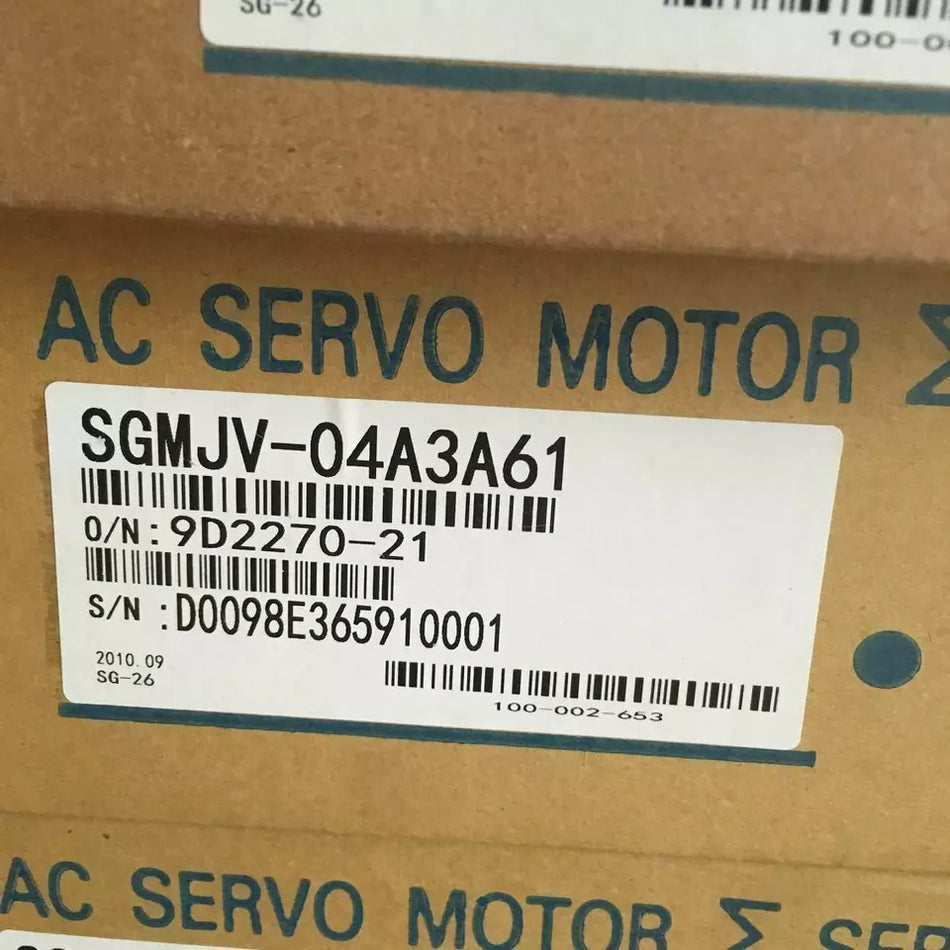 SG-26
100-0
AC SERVO MOTOR Σ
SGMJV-04A3A61
O/N: 9D2270-21
S/N :D0098E365910001
2010.09
SG-26
100-002-653
AC SERVO MOTOR Σ SER